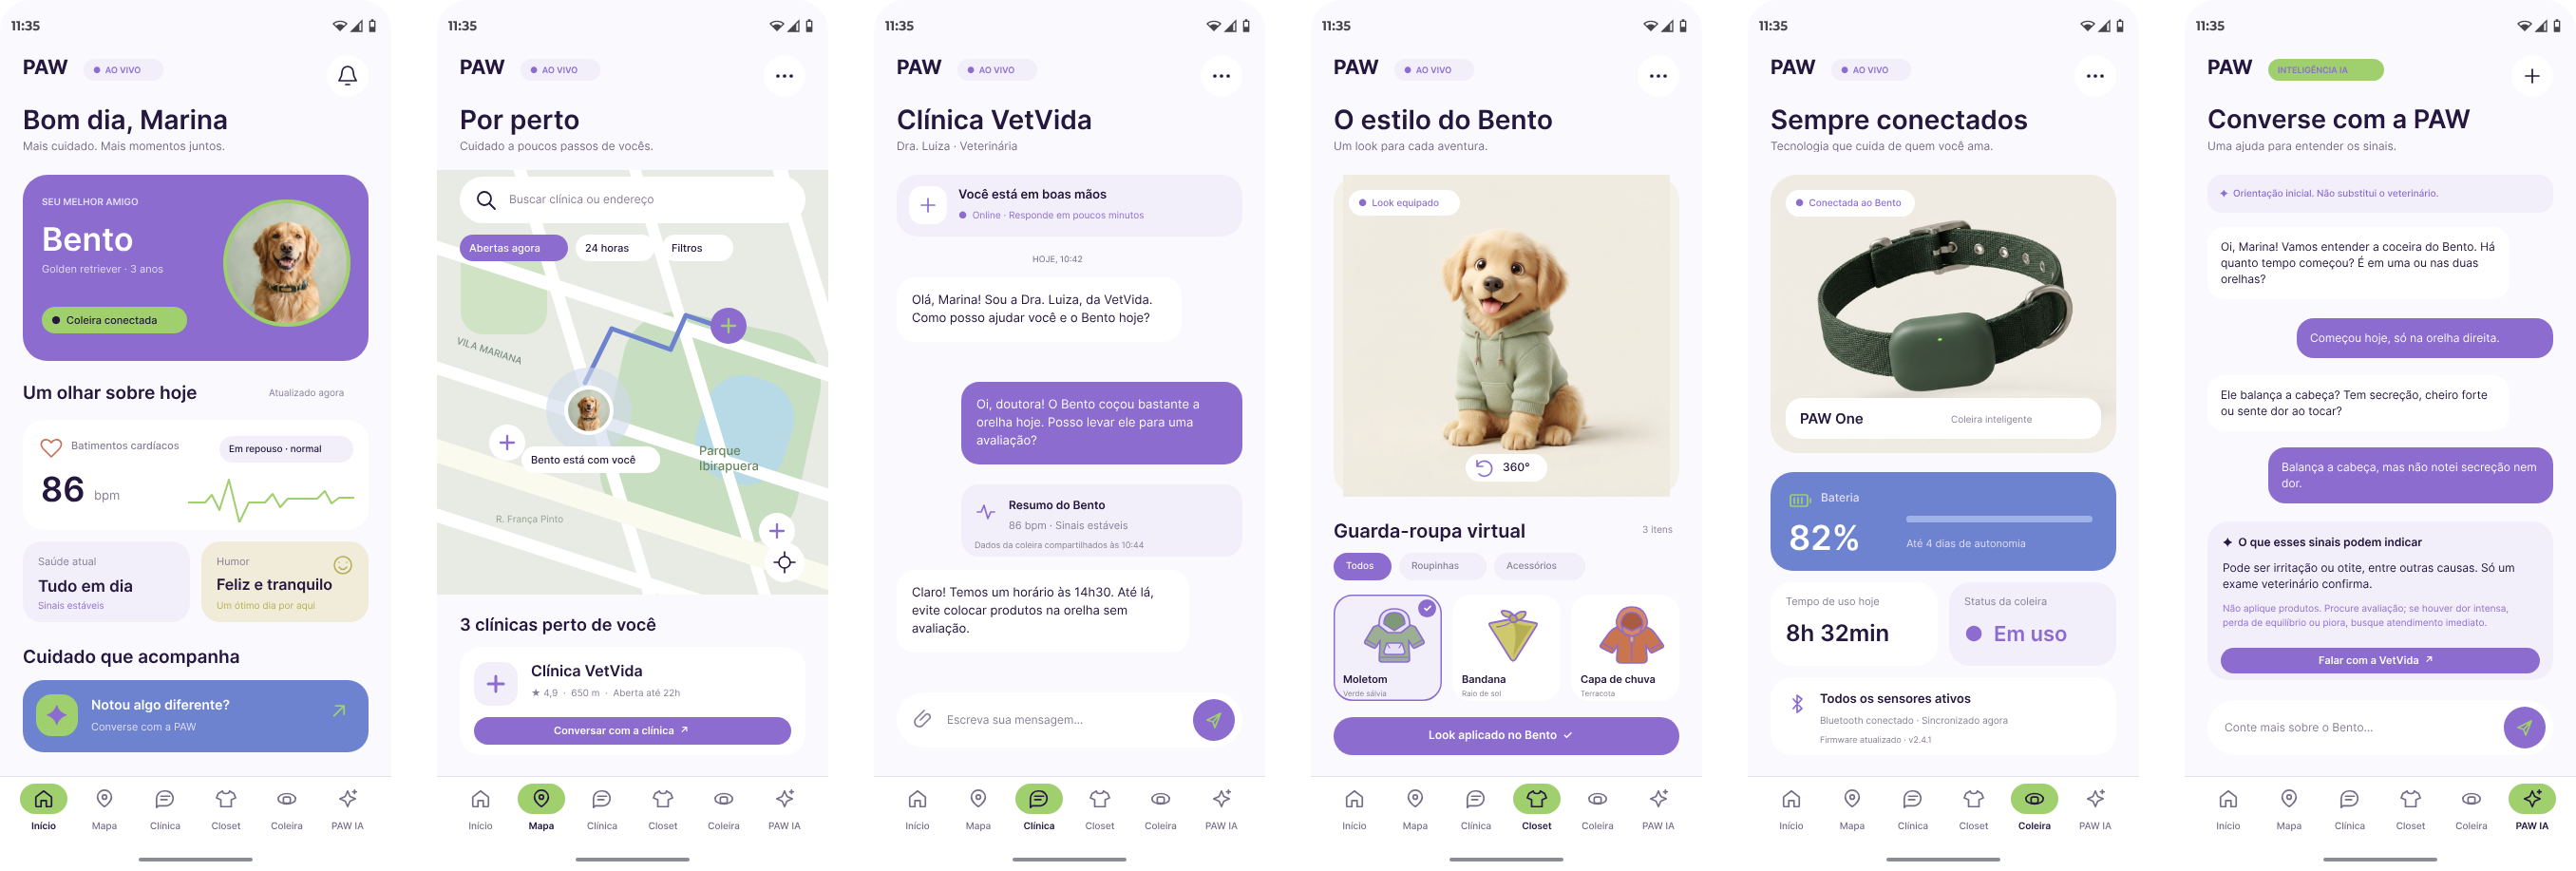 11:35
PAW
AO VIVO
Bom dia, Marina
Mais cuidado. Mais momentos juntos.
SEU MELHOR AMIGO
Bento
Golden retriever · 3 anos
Coleira conectada
Um olhar sobre hoje
Atualizado agora
Batimentos cardíacos
Em repouso · normal
86 bpm
Saúde atual
Tudo em dia
Sinais estáveis
Humor
Feliz e tranquilo
Um ótimo dia por aqui
Cuidado que acompanha
Notou algo diferente?
Converse com a PAW
Início
Mapa
Clínica
Closet
Coleira
PAW IA
11:35
PAW
AO VIVO
Por perto
Cuidado a poucos passos de vocês.
Buscar clínica ou endereço
Abertas agora
24 horas
Filtros
VILA MARIANA
Bento está com você
Parque
Ibirapuera
R. França Pinto
3 clínicas perto de você
Clínica VetVida
★ 4,9 · 650 m · Aberta até 22h
Conversar com a clínica ↗
Início
Mapa
Clínica
Closet
Coleira
PAW IA
11:35
PAW
AO VIVO
Clínica VetVida
Dra. Luiza · Veterinária
Você está em boas mãos
Online · Responde em poucos minutos
HOJE, 10:42
Olá, Marina! Sou a Dra. Luiza, da VetVida.
Como posso ajudar você e o Bento hoje?
Oi, doutora! O Bento coçou bastante a
orelha hoje. Posso levar ele para uma
avaliação?
Resumo do Bento
86 bpm · Sinais estáveis
Dados da coleira compartilhados às 10:44
Claro! Temos um horário às 14h30. Até lá,
evite colocar produtos na orelha sem
avaliação.
Escreva sua mensagem...
Início
Mapa
Clínica
Closet
Coleira
PAW IA
11:35
PAW
AO VIVO
O estilo do Bento
Um look para cada aventura.
Look equipado
360°
Guarda-roupa virtual
3 itens
Todos
Roupinhas
Acessórios
Moletom
Verde sálvia
Bandana
Raio de sol
Capa de chuva
Terracota
Look aplicado no Bento ✓
Início
Mapa
Clínica
Closet
Coleira
PAW IA
11:35
PAW
AO VIVO
Sempre conectados
Tecnologia que cuida de quem você ama.
Conectada ao Bento
PAW One
Coleira inteligente
Bateria
82%
Até 4 dias de autonomia
Tempo de uso hoje
8h 32min
Status da coleira
Em uso
Todos os sensores ativos
Bluetooth conectado · Sincronizado agora
Firmware atualizado · v2.4.1
Início
Mapa
Clínica
Closet
Coleira
PAW IA
11:35
PAW
INTELIGÊNCIA IA
Converse com a PAW
Uma ajuda para entender os sinais.
✦ Orientação inicial. Não substitui o veterinário.
Oi, Marina! Vamos entender a coceira do Bento. Há
quanto tempo começou? É em uma ou nas duas
orelhas?
Começou hoje, só na orelha direita.
Ele balança a cabeça? Tem secreção, cheiro forte
ou sente dor ao tocar?
Balança a cabeça, mas não notei secreção nem
dor.
✦ O que esses sinais podem indicar
Pode ser irritação ou otite, entre outras causas. Só um
exame veterinário confirma.
Não aplique produtos. Procure avaliação; se houver dor intensa,
perda de equilíbrio ou piora, busque atendimento imediato.
Falar com a VetVida ↗
Conte mais sobre o Bento...
Início
Mapa
Clínica
Closet
Coleira
PAW IA